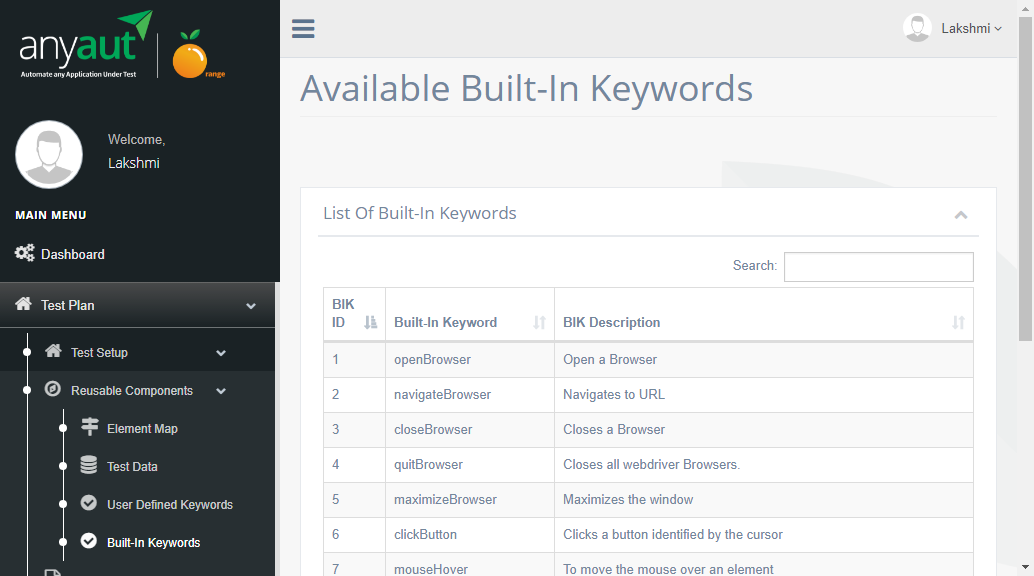 anyaut
Automate any Application Under Test
range
Welcome,
Lakshmi
MAIN MENU
Dashboard
Test Plan
Test Setup
Reusable Components
Element Map
Test Data
User Defined Keywords
Built-In Keywords
Lakshmi
Available Built-In Keywords
List Of Built-In Keywords
Search:
BIK ID Built-In Keyword BIK Description
1 openBrowser Open a Browser
2 navigateBrowser Navigates to URL
3 closeBrowser Closes a Browser
4 quitBrowser Closes all webdriver Browsers.
5 maximizeBrowser Maximizes the window
6 clickButton Clicks a button identified by the cursor
7 mouseHover To move the mouse over an element